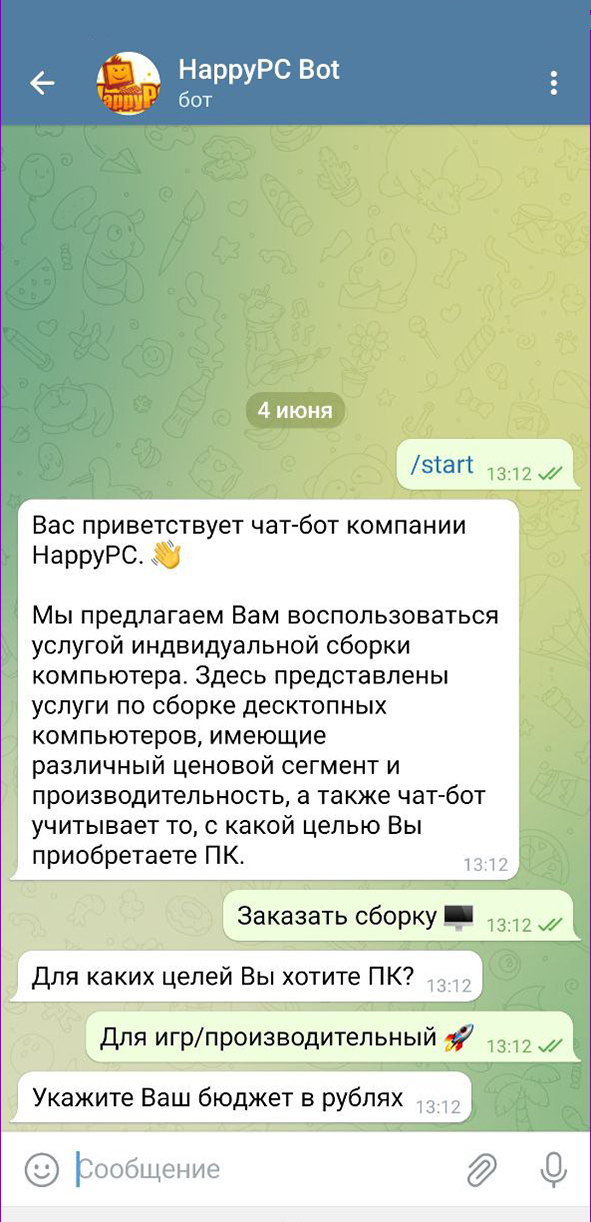 HappyPC Bot
бот
4 июня
/start 13:12
Вас приветствует чат-бот компании
HappyPC. 👋
Мы предлагаем Вам воспользоваться
услугой индвидуальной сборки
компьютера. Здесь представлены
услуги по сборке десктопных
компьютеров, имеющие
различный ценовой сегмент и
производительность, а также чат-бот
учитывает то, с какой целью Вы
приобретаете ПК. 13:12
Заказать сборку 🖥 13:12
Для каких целей Вы хотите ПК? 13:12
Для игр/производительный 🚀 13:12
Укажите Ваш бюджет в рублях 13:12
Сообщение